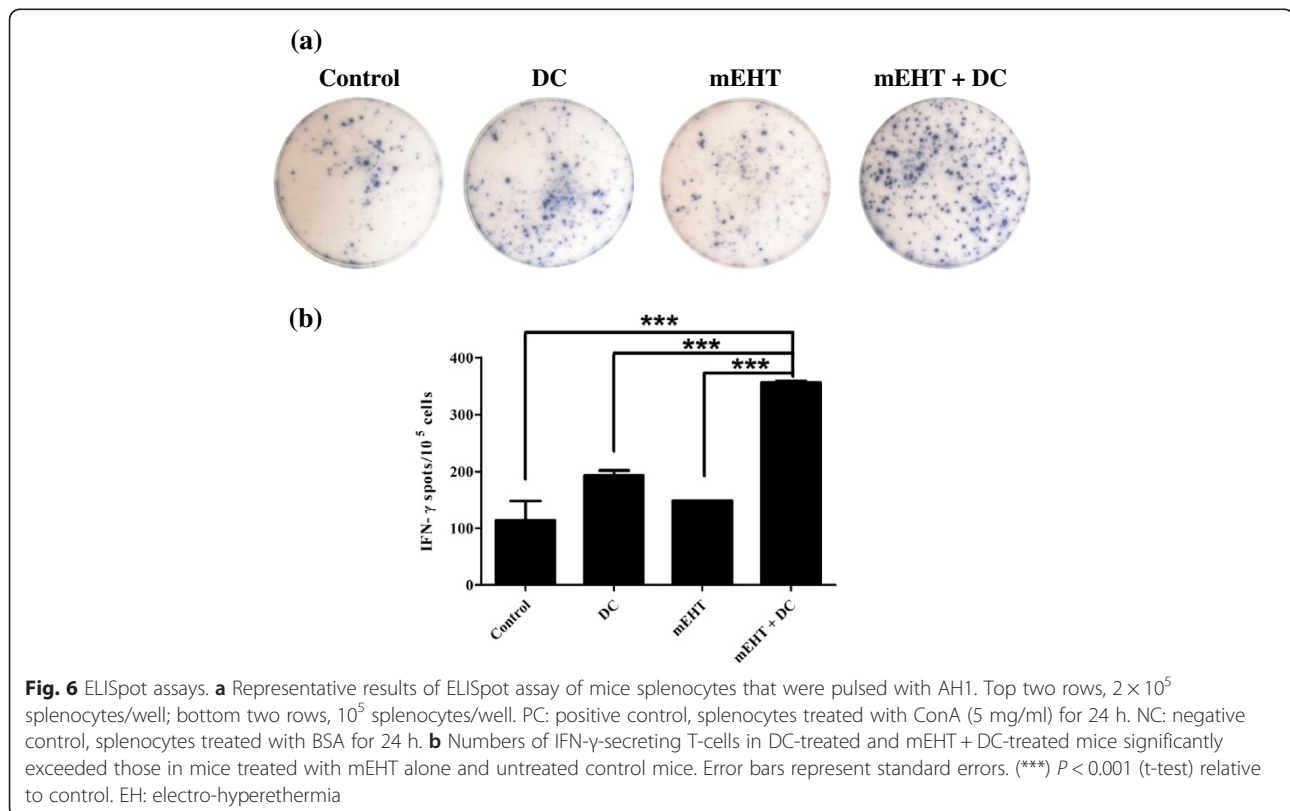 (a)
Control DC mEHT mEHT + DC
(b)
***
***
***
400
300
200
100
0
IFN- γ spots/10 5 cells
Control
DC
mEHT
mEHT + DC
Fig. 6 ELISpot assays. a Representative results of ELISpot assay of mice splenocytes that were pulsed with AH1. Top two rows, 2 × 10⁵
splenocytes/well; bottom two rows, 10⁵ splenocytes/well. PC: positive control, splenocytes treated with ConA (5 mg/ml) for 24 h. NC: negative
control, splenocytes treated with BSA for 24 h. b Numbers of IFN-γ-secreting T-cells in DC-treated and mEHT + DC-treated mice significantly
exceeded those in mice treated with mEHT alone and untreated control mice. Error bars represent standard errors. (***) P < 0.001 (t-test) relative
to control. EH: electro-hyperethermia